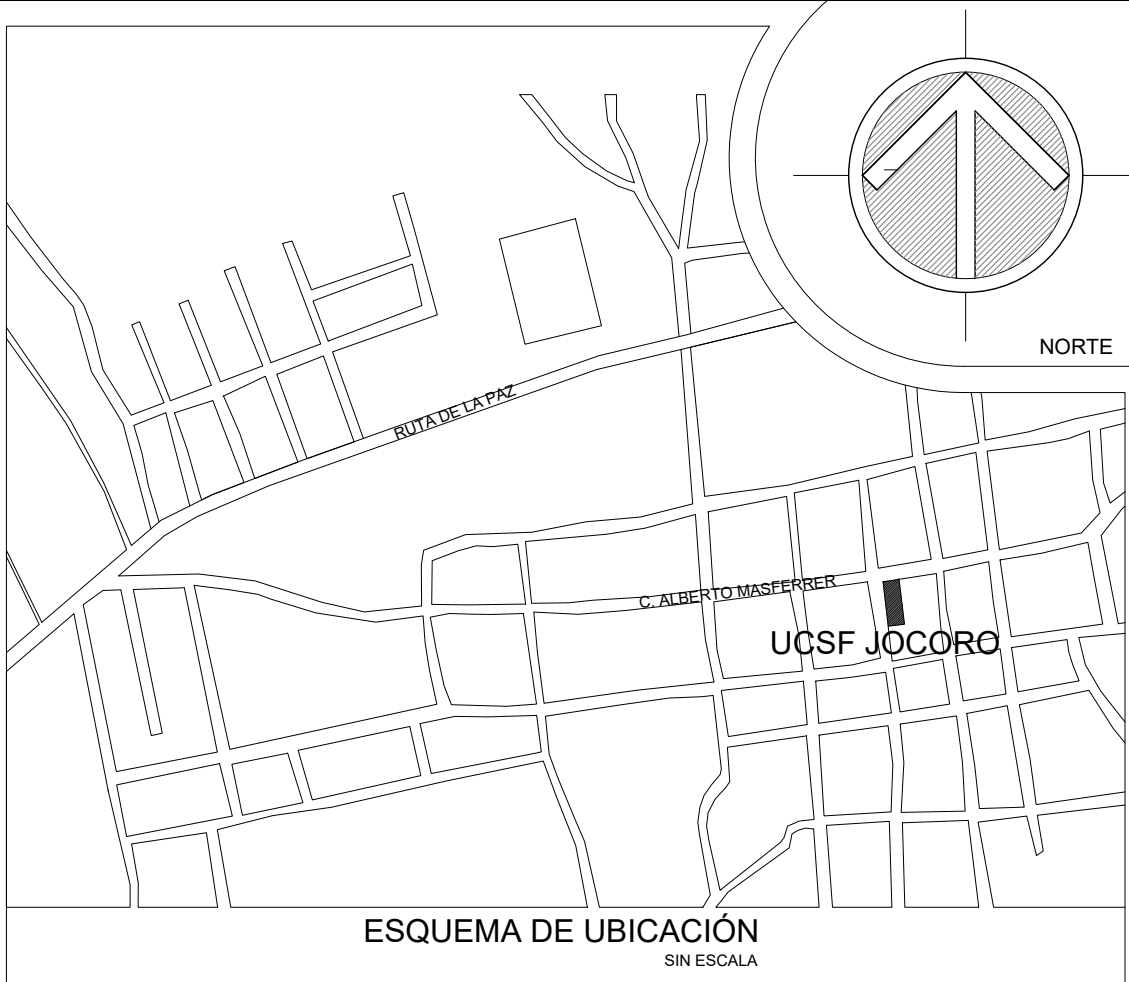 NORTE
RUTA DE LA PAZ
C. ALBERTO MASFERRER
UCSF JOCORO
ESQUEMA DE UBICACIÓN
SIN ESCALA